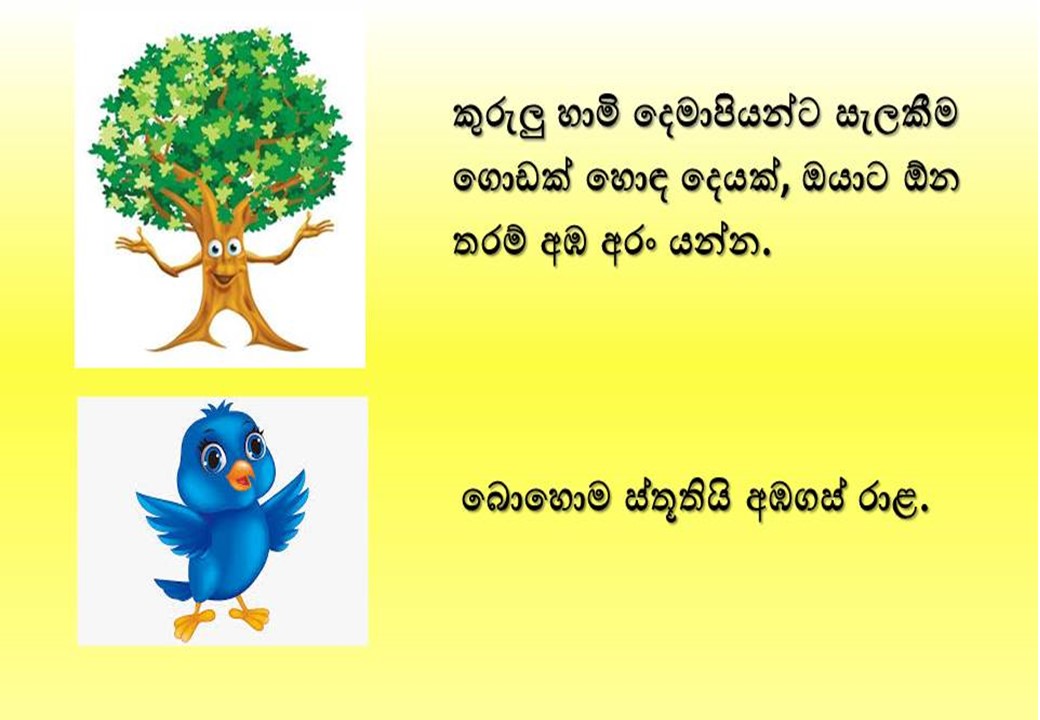 කුරුලු හාමි දෙමාපියන්ට සැලකීම
ගොඩක් හොඳ දෙයක්, ඔයාට ඕන
තරම් අඹ අරං යන්න.
බොහොම ස්තූතියි අඹගස් රාළ.